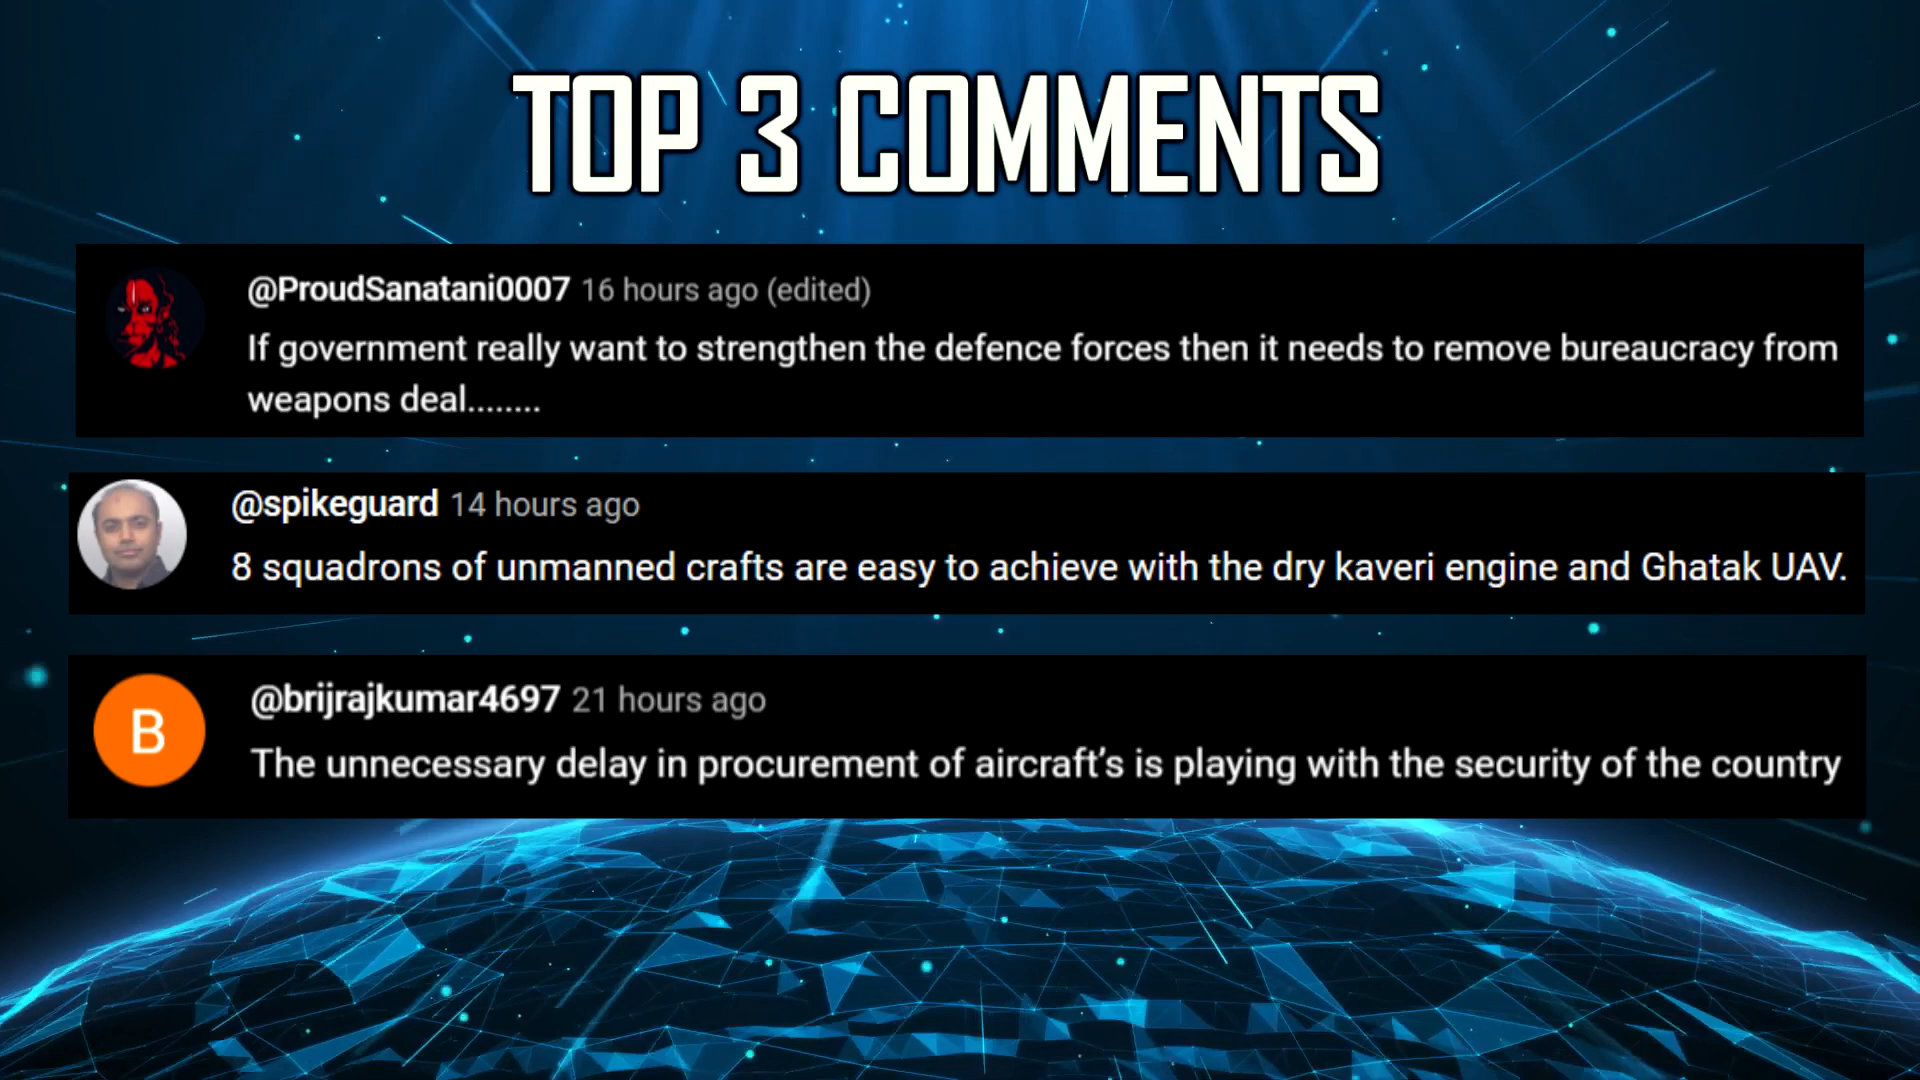 TOP 3 COMMENTS
@ProudSanatani0007 16 hours ago (edited)
If government really want to strengthen the defence forces then it needs to remove bureaucracy from
weapons deal........
@spikeguard 14 hours ago
8 squadrons of unmanned crafts are easy to achieve with the dry kaveri engine and Ghatak UAV.
B
@brijrajkumar4697 21 hours ago
The unnecessary delay in procurement of aircraft’s is playing with the security of the country